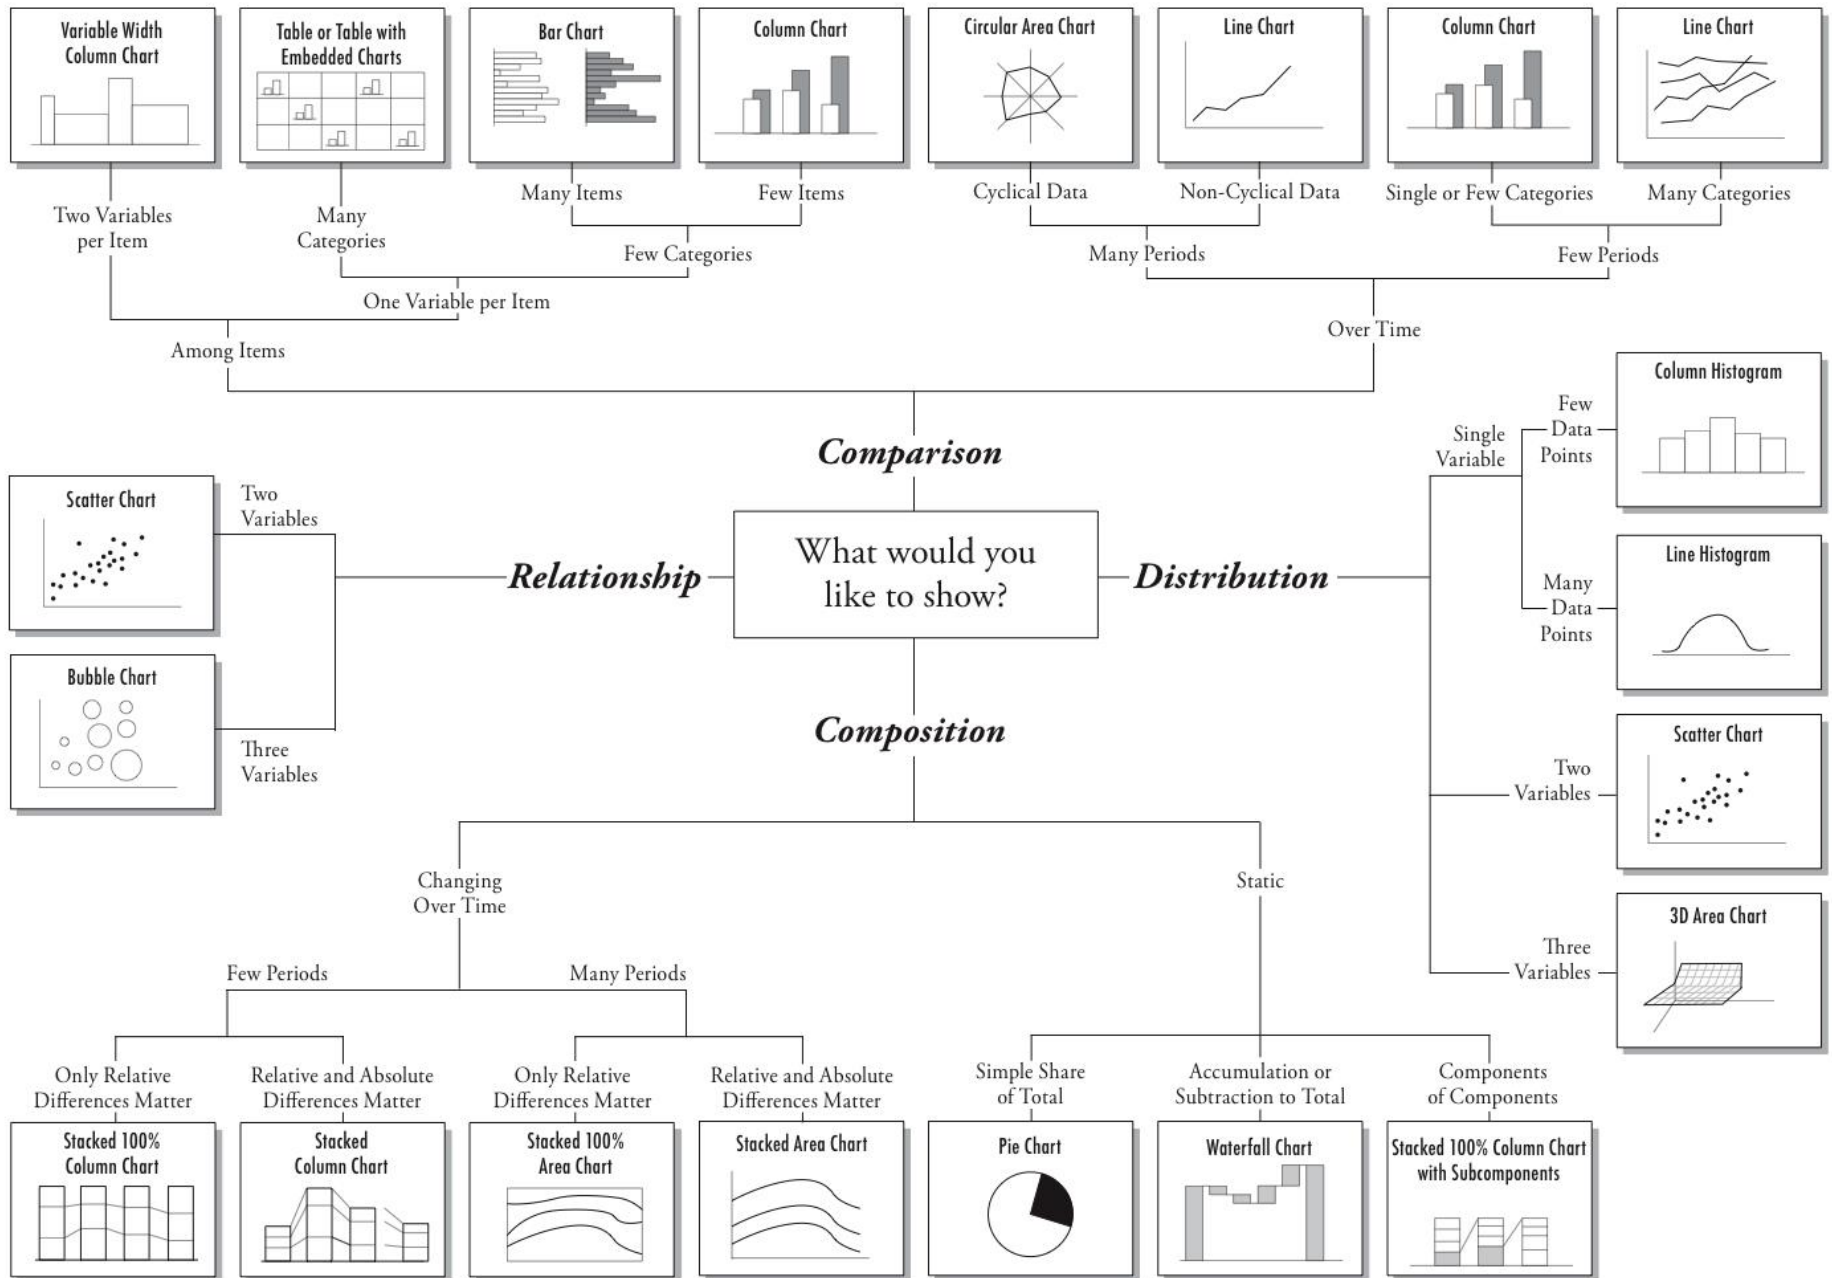 Variable Width
Column Chart
Table or Table with
Embedded Charts
Bar Chart
Column Chart
Circular Area Chart
Line Chart
Column Chart
Line Chart
Two Variables
per Item
Many
Categories
Many Items
Few Items
Cyclical Data
Non-Cyclical Data
Single or Few Categories
Many Categories
Few Categories
Many Periods
Few Periods
One Variable per Item
Among Items
Over Time
Comparison
What would you
like to show?
Relationship
Two
Variables
Scatter Chart
Three
Variables
Bubble Chart
Distribution
Single
Variable
Few
Data
Points
Column Histogram
Many
Data
Points
Line Histogram
Two
Variables
Scatter Chart
Three
Variables
3D Area Chart
Composition
Changing
Over Time
Static
Few Periods
Many Periods
Only Relative
Differences Matter
Relative and Absolute
Differences Matter
Only Relative
Differences Matter
Relative and Absolute
Differences Matter
Simple Share
of Total
Accumulation or
Subtraction to Total
Components
of Components
Stacked 100%
Column Chart
Stacked
Column Chart
Stacked 100%
Area Chart
Stacked Area Chart
Pie Chart
Waterfall Chart
Stacked 100% Column Chart
with Subcomponents